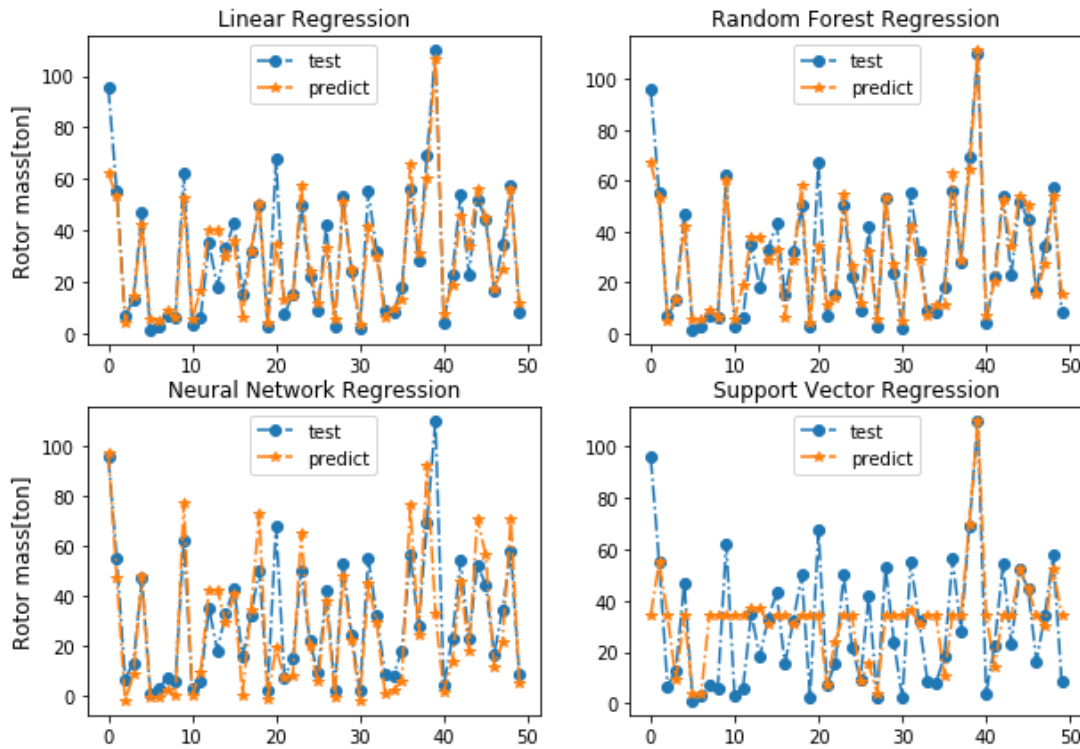 Linear Regression
Random Forest Regression
test
predict
test
predict
Rotor mass[ton]
100
80
60
40
20
0
100
80
60
40
20
0
0 10 20 30 40 50
0 10 20 30 40 50
Neural Network Regression
Support Vector Regression
test
predict
test
predict
Rotor mass[ton]
100
80
60
40
20
0
100
80
60
40
20
0
0 10 20 30 40 50
0 10 20 30 40 50